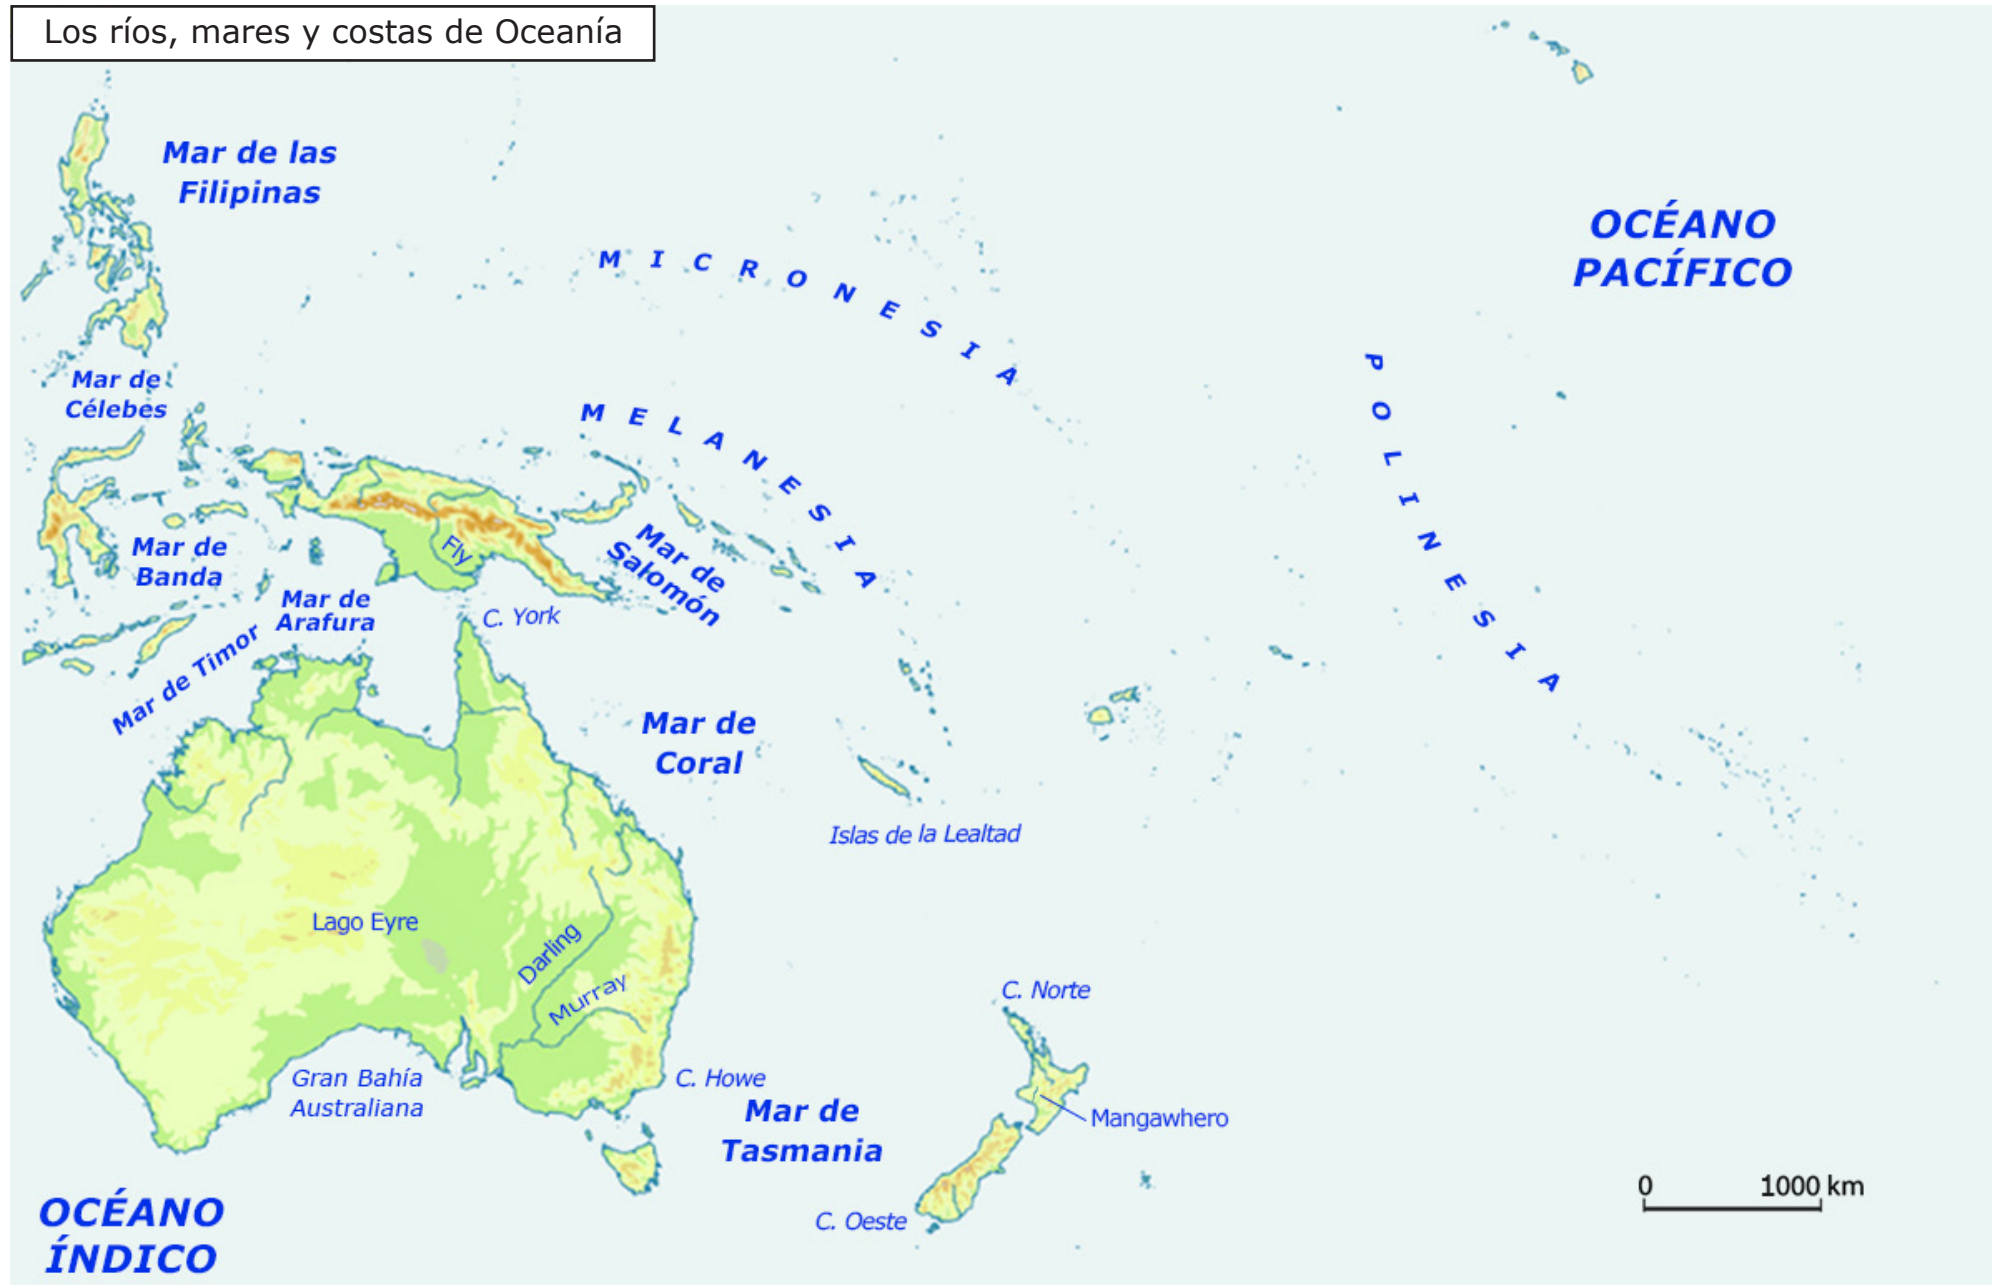 Los ríos, mares y costas de Oceanía
Mar de las
Filipinas
OCÉANO
PACÍFICO
MICRONESIA
POLINESIA
Mar de
Célebes
MELANESIA
Mar de
Banda
Fly
Mar de
Salomón
Mar de
Arafura
C. York
Mar de Timor
Mar de
Coral
Islas de la Lealtad
Lago Eyre
Darling
Murray
C. Norte
Gran Bahía
Australiana
C. Howe
Mar de
Tasmania
Mangawhero
0 1000 km
C. Oeste
OCÉANO
ÍNDICO